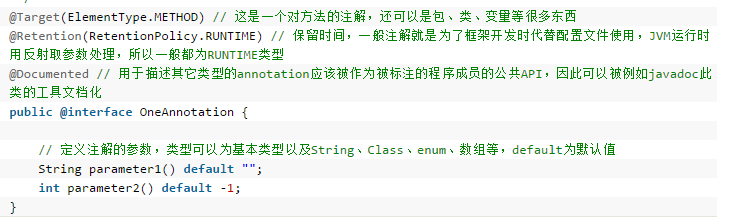 @Target(ElementType.METHOD) // 这是一个对方法的注解，还可以是包、类、变量等很多东西
@Retention(RetentionPolicy.RUNTIME) // 保留时间，一般注解就是为了框架开发时代替配置文件使用，JVM运行时
用反射取参数处理，所以一般都为RUNTIME类型
@Documented // 用于描述其它类型的annotation应该被作为被标注的程序成员的公共API，因此可以被例如javadoc此
类的工具文档化
public @interface OneAnnotation {
// 定义注解的参数，类型可以为基本类型以及String、Class、enum、数组等，default为默认值
String parameter1() default "";
int parameter2() default -1;
}